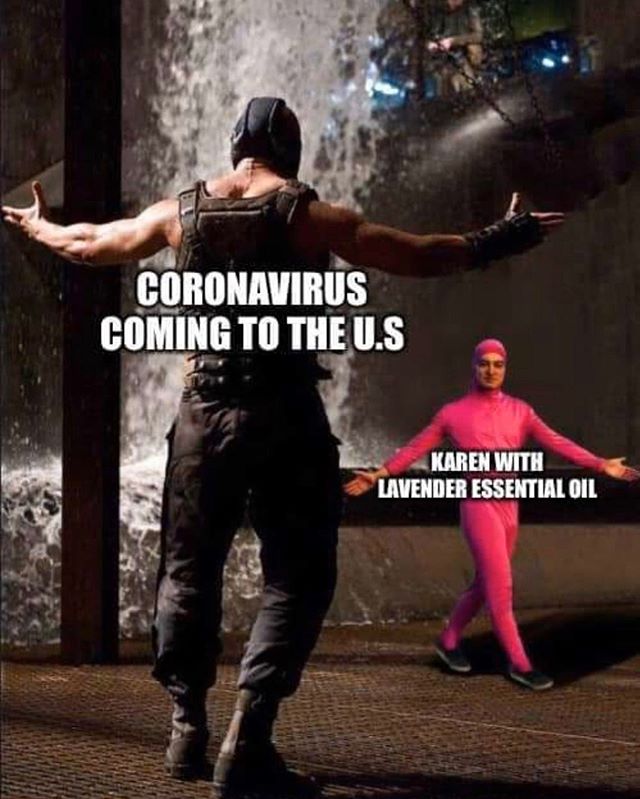 CORONAVIRUS
COMING TO THE U.S
KAREN WITH
LAVENDER ESSENTIAL OIL